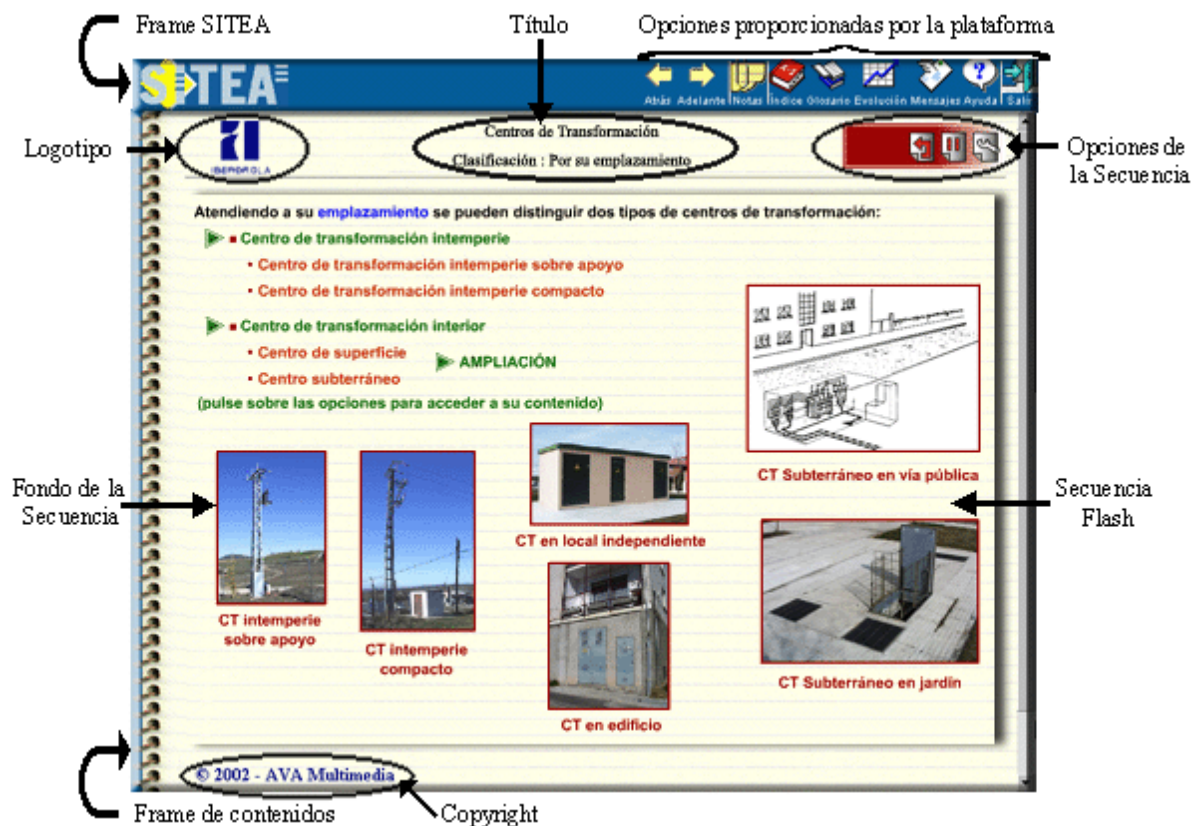 Frame SITEA
Título
Opciones proporcionadas por la plataforma
SITEA
Atrás Adelante Notas Índice Glosario Evolución Mensajes Ayuda Salir
Logotipo
IBERDROLA
Centros de Transformación
Clasificación : Por su emplazamiento
Opciones de
la Secuencia
Atendiendo a su emplazamiento se pueden distinguir dos tipos de centros de transformación:
Centro de transformación intemperie
Centro de transformación intemperie sobre apoyo
Centro de transformación intemperie compacto
Centro de transformación interior
Centro de superficie
AMPLIACIÓN
Centro subterráneo
(pulse sobre las opciones para acceder a su contenido)
CT Subterráneo en vía pública
Fondo de la
Secuencia
Secuencia
Flash
CT en local independiente
CT intemperie
sobre apoyo
CT intemperie
compacto
CT Subterráneo en jardín
CT en edificio
© 2002 - AVA Multimedia
Frame de contenidos
Copyright